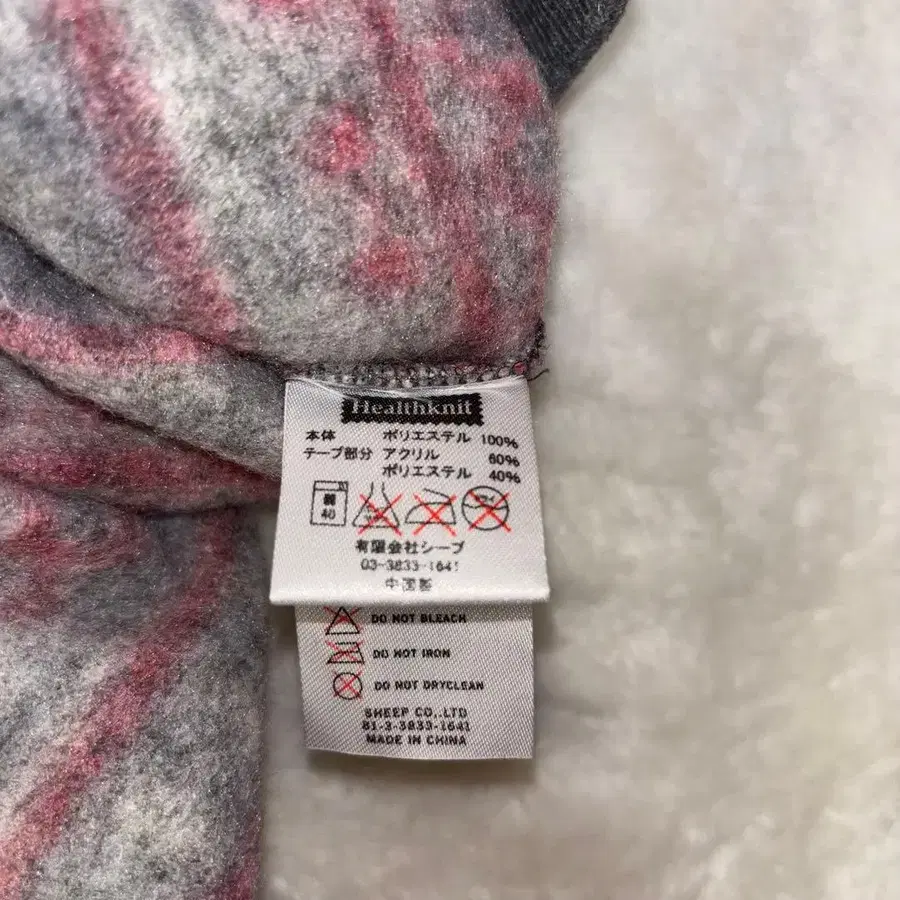 Healthknit
本体 ポリエステル 100%
テープ部分 アクリル 60%
ポリエステル 40%
弱
40
有限会社シープ
03-3833-1641
中国製
DO NOT BLEACH
DO NOT IRON
DO NOT DRYCLEAN
SHEEP CO.,LTD
81-3-3833-1641
MADE IN CHINA